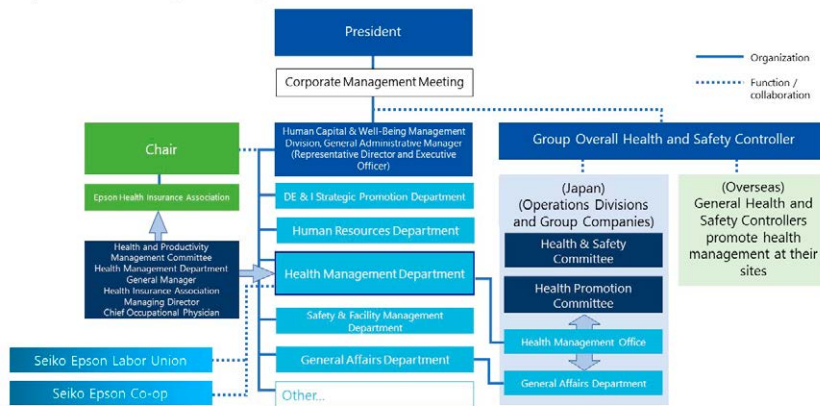 President
Corporate Management Meeting
Organization
Function /
collaboration
Chair
Human Capital & Well-Being Management
Division, General Administrative Manager
(Representative Director and Executive
Officer)
Group Overall Health and Safety Controller
Epson Health Insurance Association
DE & I Strategic Promotion Department
Human Resources Department
Health and Productivity
Management Committee
Health Management Department
General Manager
Health Insurance Association
Managing Director
Chief Occupational Physician
Health Management Department
Safety & Facility Management
Department
General Affairs Department
Other...
Seiko Epson Labor Union
Seiko Epson Co-op
(Japan)
(Operations Divisions
and Group Companies)
Health & Safety
Committee
Health Promotion
Committee
Health Management Office
General Affairs Department
(Overseas)
General Health and
Safety Controllers
promote health
management at their
sites